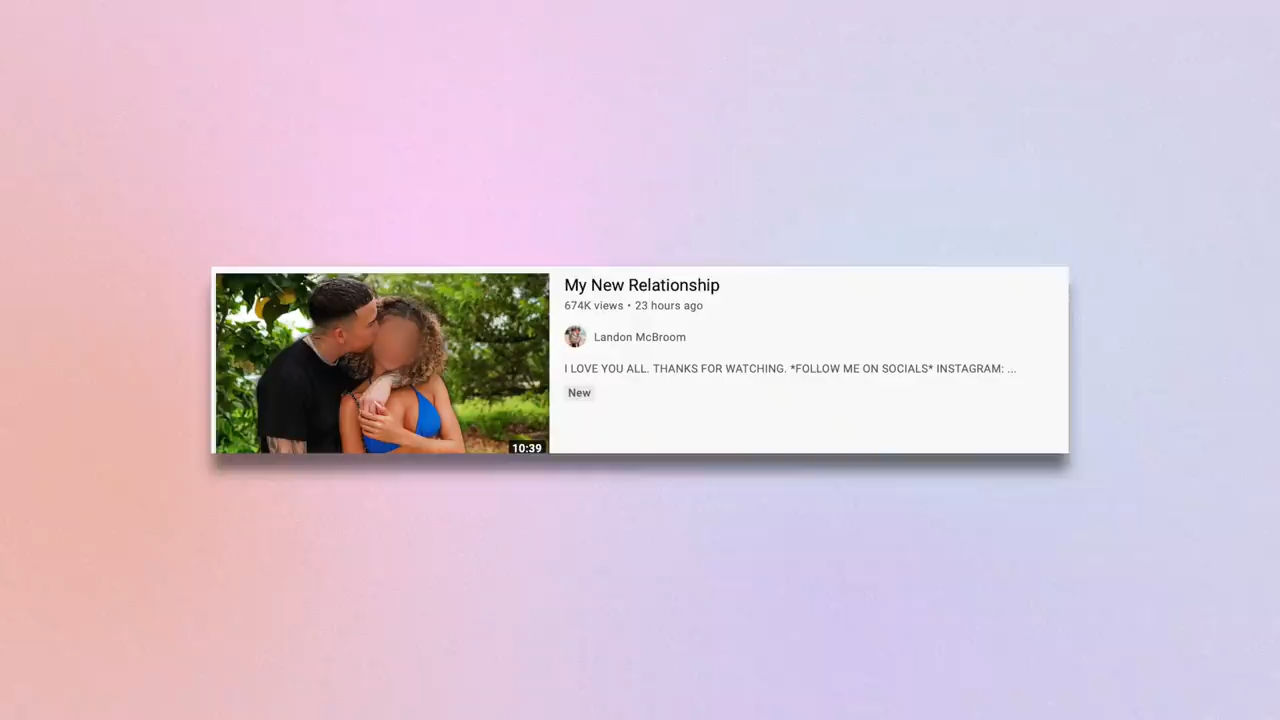 My New Relationship
674K views • 23 hours ago
Landon McBroom
I LOVE YOU ALL. THANKS FOR WATCHING. *FOLLOW ME ON SOCIALS* INSTAGRAM: ...
New
10:39